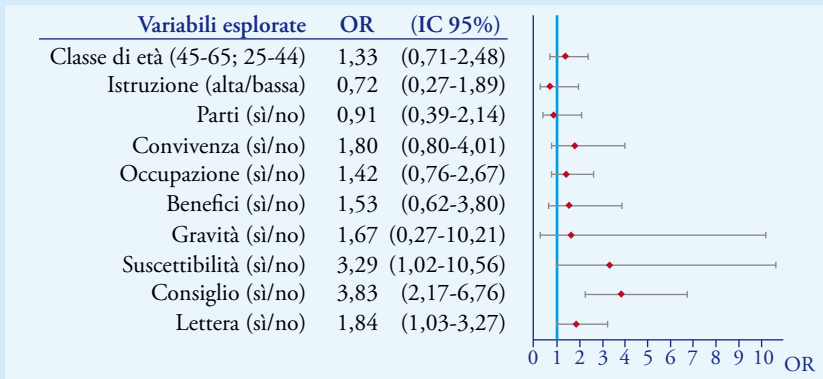 Variabili esplorate OR (IC 95%)
Classe di età (45-65; 25-44) 1,33 (0,71-2,48)
Istruzione (alta/bassa) 0,72 (0,27-1,89)
Parti (sì/no) 0,91 (0,39-2,14)
Convivenza (sì/no) 1,80 (0,80-4,01)
Occupazione (sì/no) 1,42 (0,76-2,67)
Benefici (sì/no) 1,53 (0,62-3,80)
Gravità (sì/no) 1,67 (0,27-10,21)
Suscettibilità (sì/no) 3,29 (1,02-10,56)
Consiglio (sì/no) 3,83 (2,17-6,76)
Lettera (sì/no) 1,84 (1,03-3,27)
0 1 2 3 4 5 6 7 8 9 10 OR